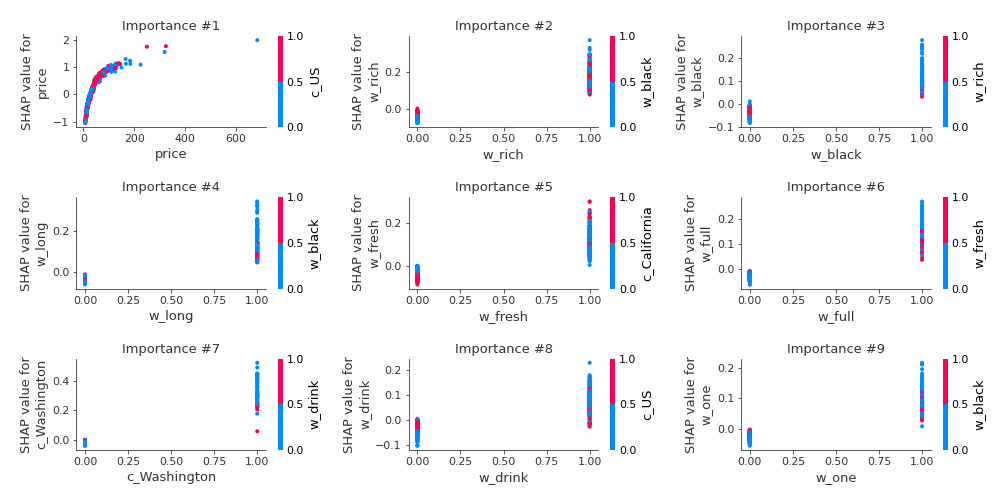 Importance #1
SHAP value for
price
2
1
0
−1
0
200
400
600
price
1.0
0.5
0.0
c_US
Importance #2
SHAP value for
w_rich
0.2
0.0
0.00
0.25
0.50
0.75
1.00
w_rich
1.0
0.5
0.0
w_black
Importance #3
SHAP value for
w_black
0.2
0.1
0.0
−0.1
0.00
0.25
0.50
0.75
1.00
w_black
1.0
0.5
0.0
w_rich
Importance #4
SHAP value for
w_long
0.2
0.0
0.00
0.25
0.50
0.75
1.00
w_long
1.0
0.5
0.0
w_black
Importance #5
SHAP value for
w_fresh
0.2
0.0
0.00
0.25
0.50
0.75
1.00
w_fresh
1.0
0.5
0.0
c_California
Importance #6
SHAP value for
w_full
0.2
0.1
0.0
0.00
0.25
0.50
0.75
1.00
w_full
1.0
0.5
0.0
w_fresh
Importance #7
SHAP value for
c_Washington
0.4
0.2
0.0
0.00
0.25
0.50
0.75
1.00
c_Washington
1.0
0.5
0.0
w_drink
Importance #8
SHAP value for
w_drink
0.2
0.1
0.0
−0.1
0.00
0.25
0.50
0.75
1.00
w_drink
1.0
0.5
0.0
c_US
Importance #9
SHAP value for
w_one
0.2
0.1
0.0
0.00
0.25
0.50
0.75
1.00
w_one
1.0
0.5
0.0
w_black